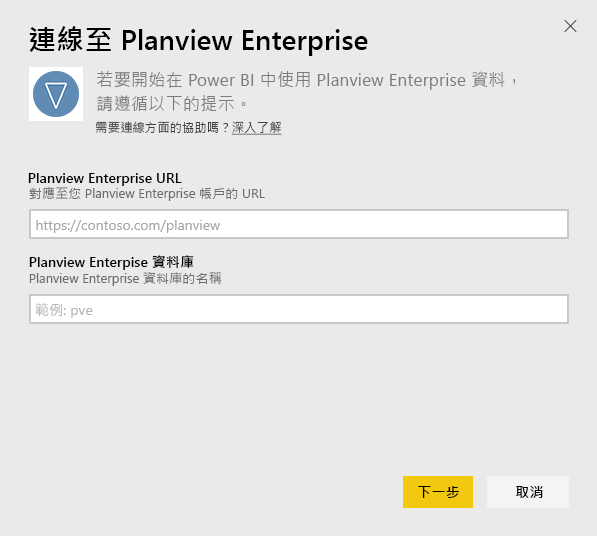 連線至 Planview Enterprise
若要開始在 Power BI 中使用 Planview Enterprise 資料，
請遵循以下的提示。
需要連線方面的協助嗎？深入了解
Planview Enterprise URL
對應至您 Planview Enterprise 帳戶的 URL
https://contoso.com/planview
Planview Enterpise 資料庫
Planview Enterprise 資料庫的名稱
範例: pve
下一步
取消